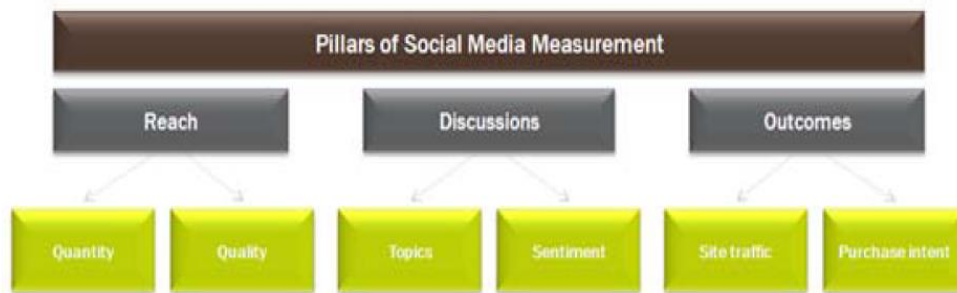 Pillars of Social Media Measurement
Reach
Discussions
Outcomes
Quantity
Quality
Topics
Sentiment
Site traffic
Purchase intent